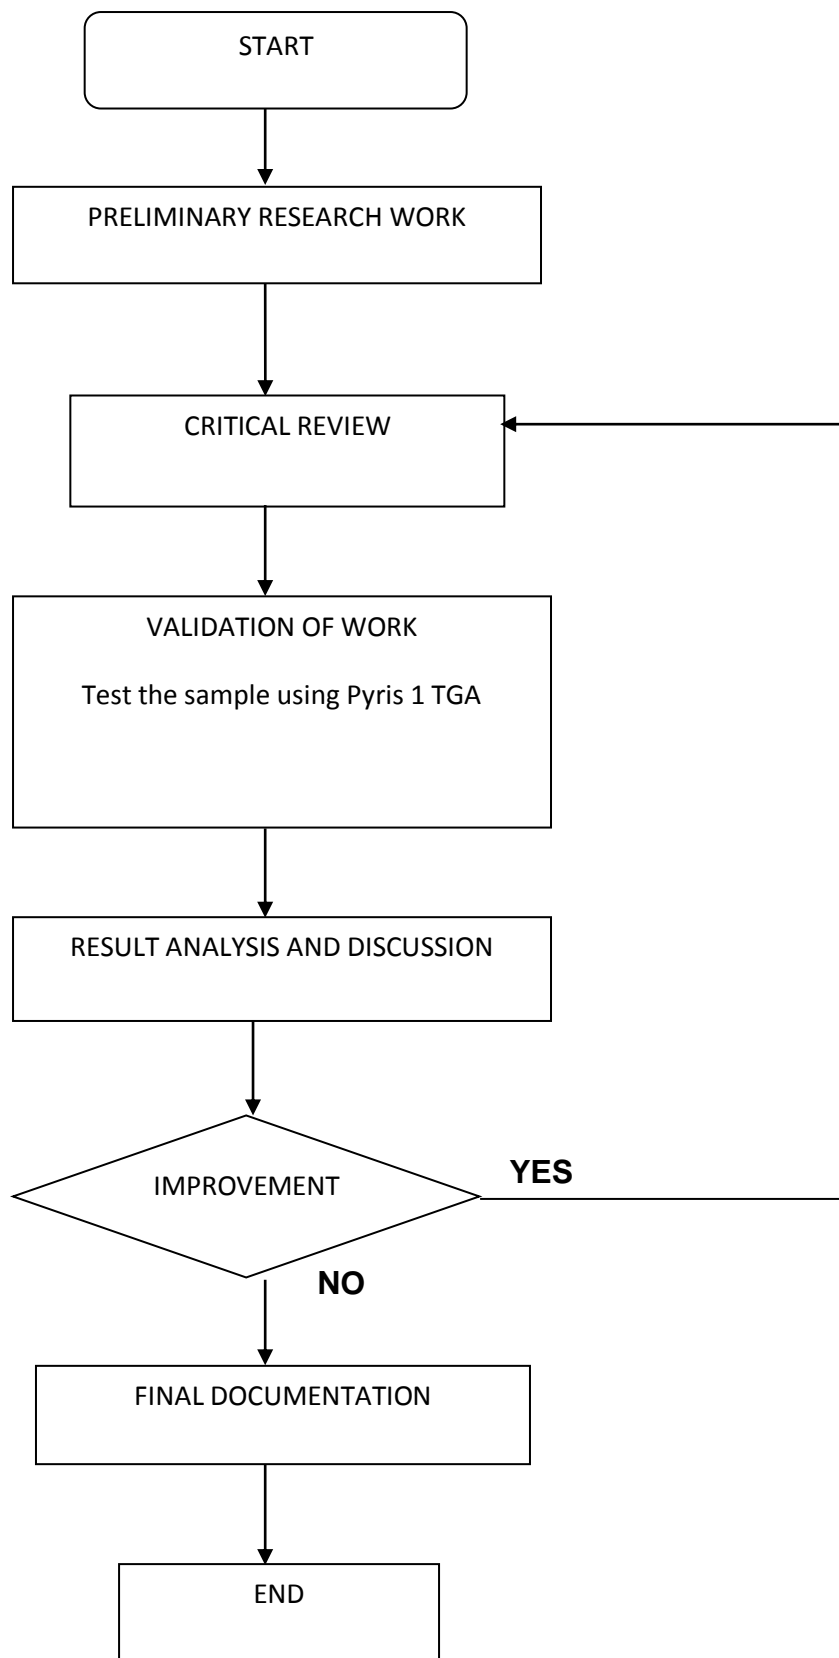 START
PRELIMINARY RESEARCH WORK
CRITICAL REVIEW
VALIDATION OF WORK
Test the sample using Pyris 1 TGA
RESULT ANALYSIS AND DISCUSSION
IMPROVEMENT
YES
NO
FINAL DOCUMENTATION
END